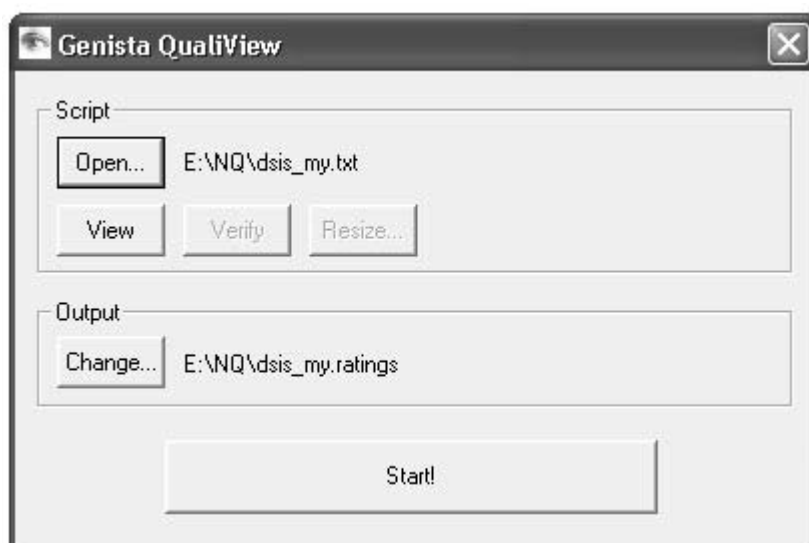 Genista QualiView
Script
Open... E:\NQ\dsis_my.txt
View Verify Resize...
Output
Change... E:\NQ\dsis_my.ratings
Start!